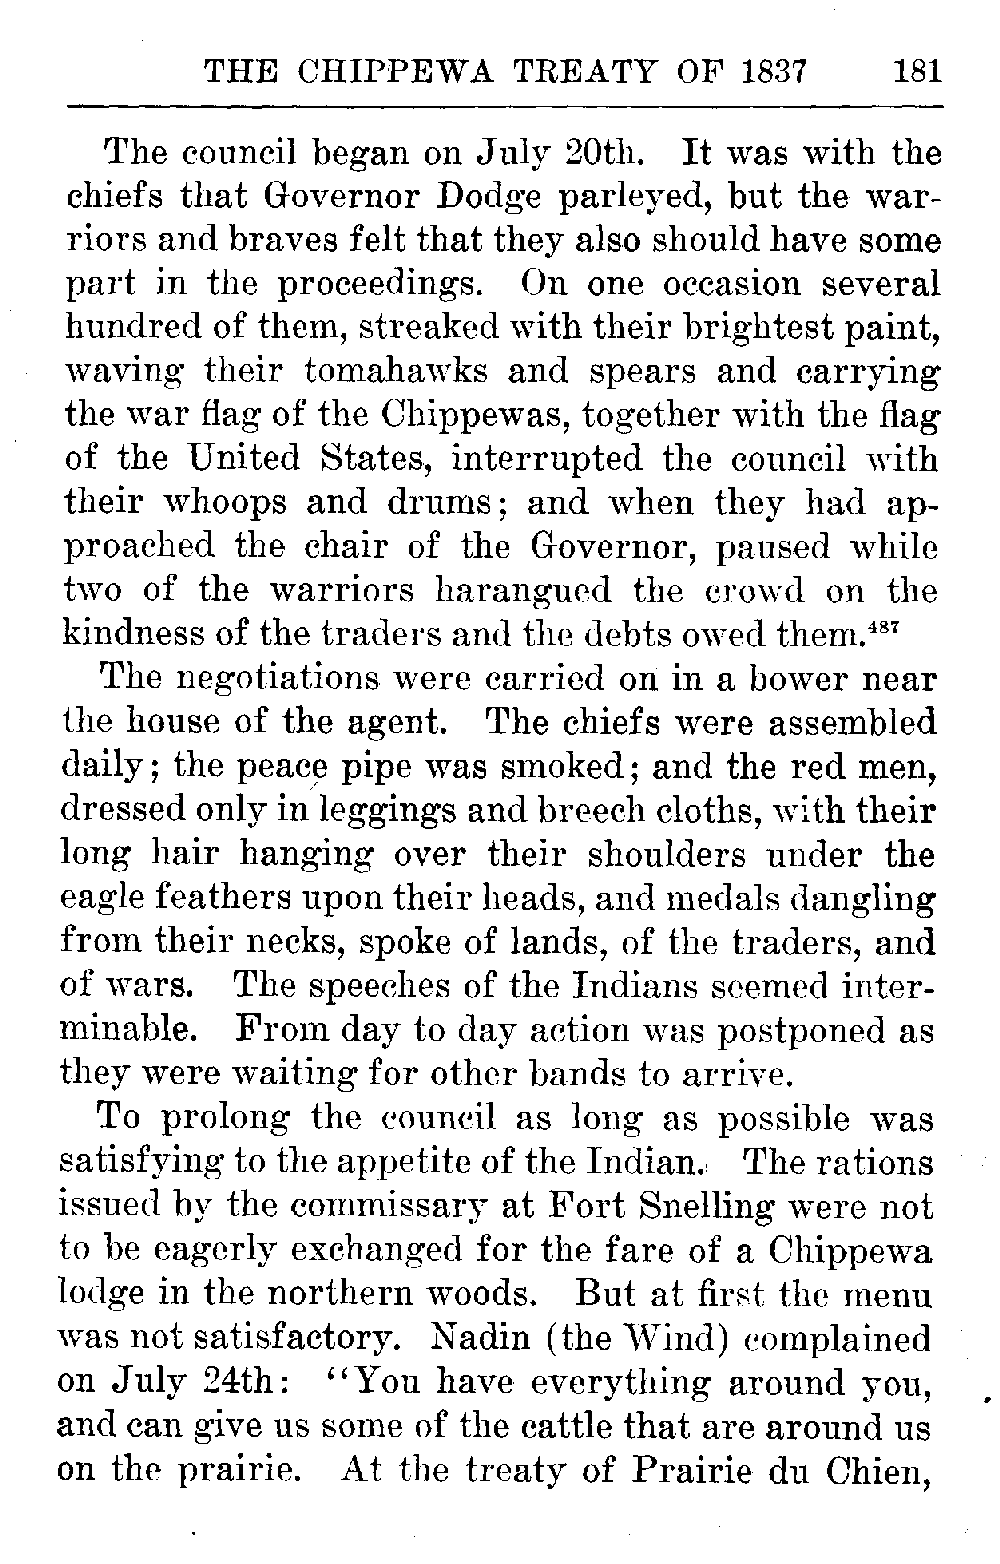 THE CHIPPEWA TREATY OF 1837 181
The council began on July 20th. It was with the
chiefs that Governor Dodge parleyed, but the war-
riors and braves felt that they also should have some
part in the proceedings. On one occasion several
hundred of them, streaked with their brightest paint,
waving their tomahawks and spears and carrying
the war flag of the Chippewas, together with the flag
of the United States, interrupted the council with
their whoops and drums; and when they had ap-
proached the chair of the Governor, paused while
two of the warriors harangued the crowd on the
kindness of the traders and the debts owed them.⁴⁸⁷
The negotiations were carried on in a bower near
the house of the agent. The chiefs were assembled
daily; the peace pipe was smoked; and the red men,
dressed only in leggings and breech cloths, with their
long hair hanging over their shoulders under the
eagle feathers upon their heads, and medals dangling
from their necks, spoke of lands, of the traders, and
of wars. The speeches of the Indians seemed inter-
minable. From day to day action was postponed as
they were waiting for other bands to arrive.
To prolong the council as long as possible was
satisfying to the appetite of the Indian. The rations
issued by the commissary at Fort Snelling were not
to be eagerly exchanged for the fare of a Chippewa
lodge in the northern woods. But at first the menu
was not satisfactory. Nadin (the Wind) complained
on July 24th: "You have everything around you,
and can give us some of the cattle that are around us
on the prairie. At the treaty of Prairie du Chien,